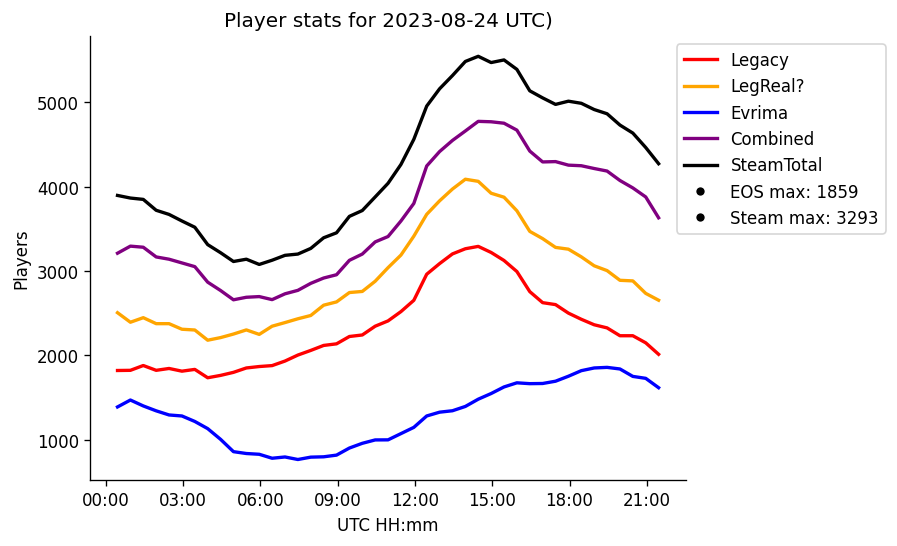 Player stats for 2023-08-24 UTC)
Legacy
LegReal?
Evrima
Combined
SteamTotal
EOS max: 1859
Steam max: 3293
Players
5000
4000
3000
2000
1000
00:00 03:00 06:00 09:00 12:00 15:00 18:00 21:00
UTC HH:mm